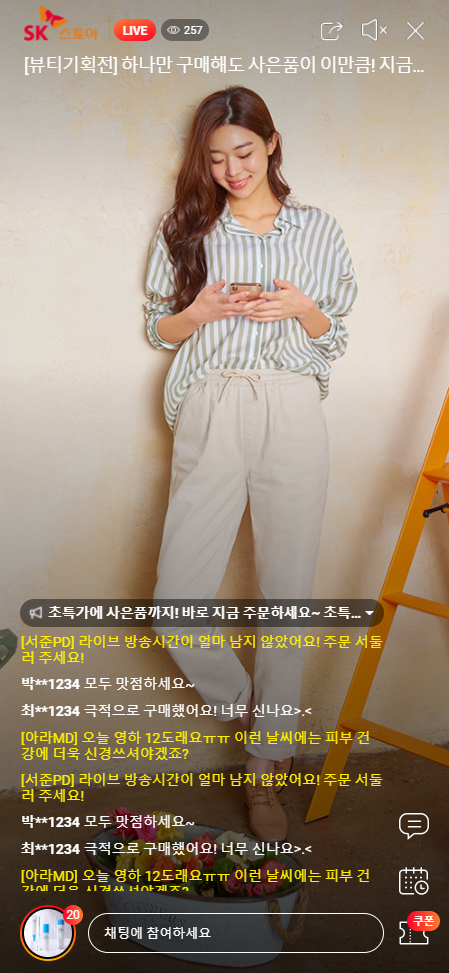 SK 스토아 LIVE 257
[뷰티기획전] 하나만 구매해도 사은품이 이만큼! 지금...
초특가에 사은품까지! 바로 지금 주문하세요~ 초특...
[서준PD] 라이브 방송시간이 얼마 남지 않았어요! 주문 서둘
러 주세요!
박**1234 모두 맛점하세요~
최**1234 극적으로 구매했어요! 너무 신나요>.<
[아라MD] 오늘 영하 12도래요ㅠㅠ 이런 날씨에는 피부 건
강에 더욱 신경쓰셔야겠죠?
[서준PD] 라이브 방송시간이 얼마 남지 않았어요! 주문 서둘
러 주세요!
박**1234 모두 맛점하세요~
최**1234 극적으로 구매했어요! 너무 신나요>.<
[아라MD] 오늘 영하 12도래요ㅠㅠ 이런 날씨에는 피부 건
강에 더욱 신경쓰셔야겠죠?
20
채팅에 참여하세요
쿠폰